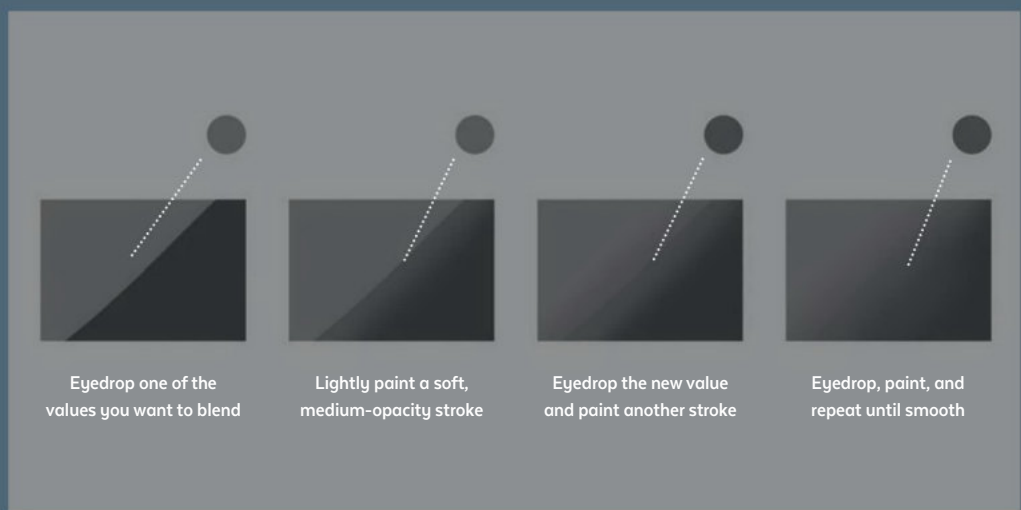 Eyedrop one of the
values you want to blend
Lightly paint a soft,
medium-opacity stroke
Eyedrop the new value
and paint another stroke
Eyedrop, paint, and
repeat until smooth